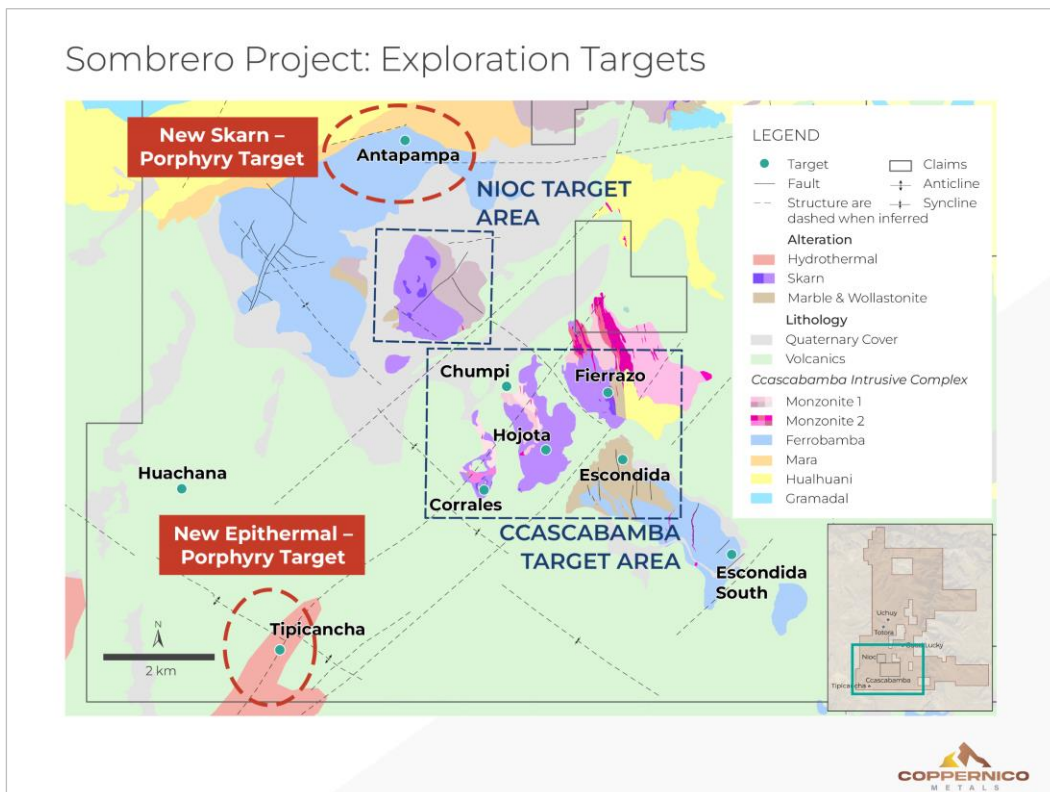 Sombrero Project: Exploration Targets
New Skarn –
Porphyry Target
Antapampa
NIOC TARGET
AREA
Chumpi
Fierrazo
Hojota
Huachana
Escondida
Corrales
CCASCABAMBA
TARGET AREA
New Epithermal –
Porphyry Target
Escondida
South
Tipicancha
N
2 km
LEGEND
Target
Claims
Fault
Anticline
Structure are
dashed when inferred
Syncline
Alteration
Hydrothermal
Skarn
Marble & Wollastonite
Lithology
Quaternary Cover
Volcanics
Ccascabamba Intrusive Complex
Monzonite 1
Monzonite 2
Ferrobamba
Mara
Hualhuani
Gramadal
Uchuy
Totora
Good Lucky
Nioc
Ccascabamba
Tipicancha
COPPERNICO
METALS